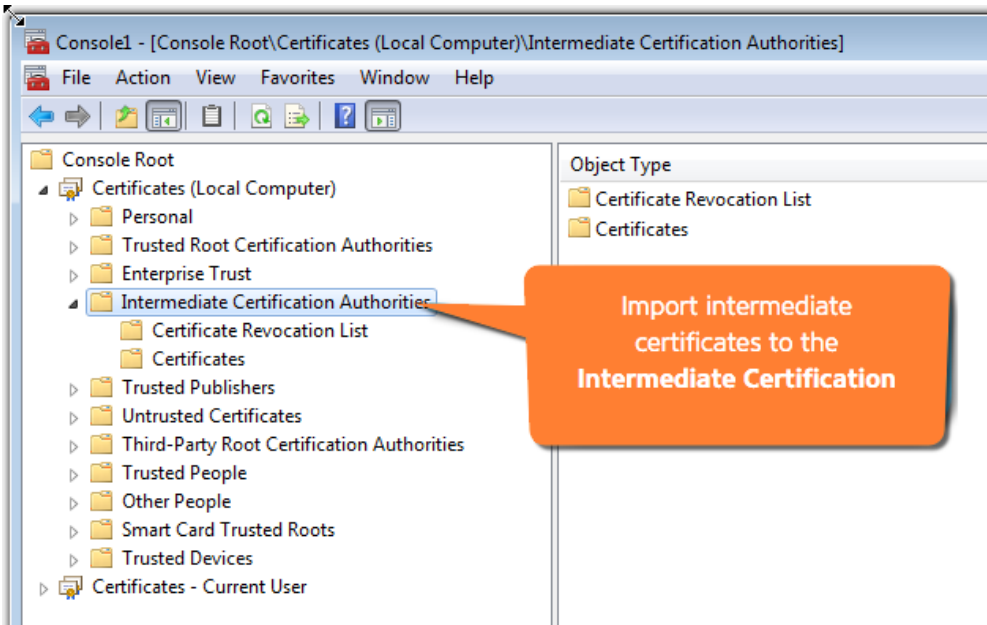 Console1 - [Console Root\Certificates (Local Computer)\Intermediate Certification Authorities]
File Action View Favorites Window Help
Console Root
Certificates (Local Computer)
Personal
Trusted Root Certification Authorities
Enterprise Trust
Intermediate Certification Authorities
Certificate Revocation List
Certificates
Trusted Publishers
Untrusted Certificates
Third-Party Root Certification Authorities
Trusted People
Other People
Smart Card Trusted Roots
Trusted Devices
Certificates - Current User
Object Type
Certificate Revocation List
Certificates
Import intermediate
certificates to the
Intermediate Certification